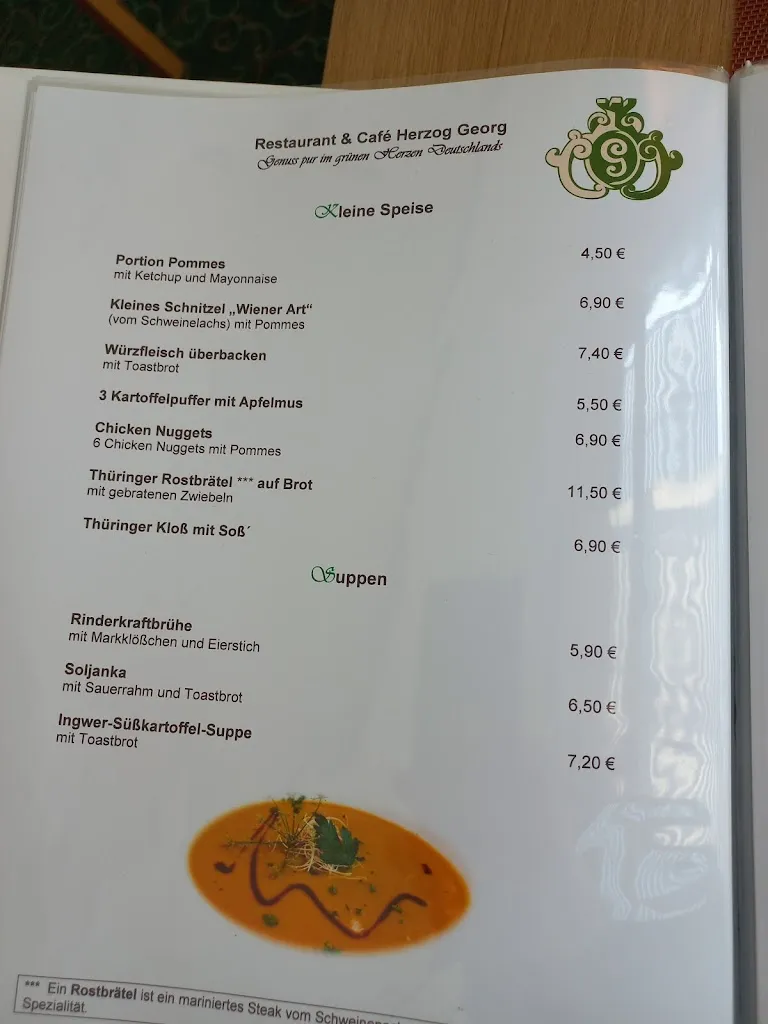 Restaurant & Café Herzog Georg
Genuss pur im grünen Herzen Deutschlands
G
Kleine Speise
Portion Pommes 4,50 €
mit Ketchup und Mayonnaise
Kleines Schnitzel „Wiener Art“ 6,90 €
(vom Schweinelachs) mit Pommes
Würzfleisch überbacken 7,40 €
mit Toastbrot
3 Kartoffelpuffer mit Apfelmus 5,50 €
Chicken Nuggets 6,90 €
6 Chicken Nuggets mit Pommes
Thüringer Rostbrätel *** auf Brot 11,50 €
mit gebratenen Zwiebeln
Thüringer Kloß mit Soß´ 6,90 €
Suppen
Rinderkraftbrühe 5,90 €
mit Markklößchen und Eierstich
Soljanka 6,50 €
mit Sauerrahm und Toastbrot
Ingwer-Süßkartoffel-Suppe 7,20 €
mit Toastbrot
*** Ein Rostbrätel ist ein mariniertes Steak vom
Spezialität.